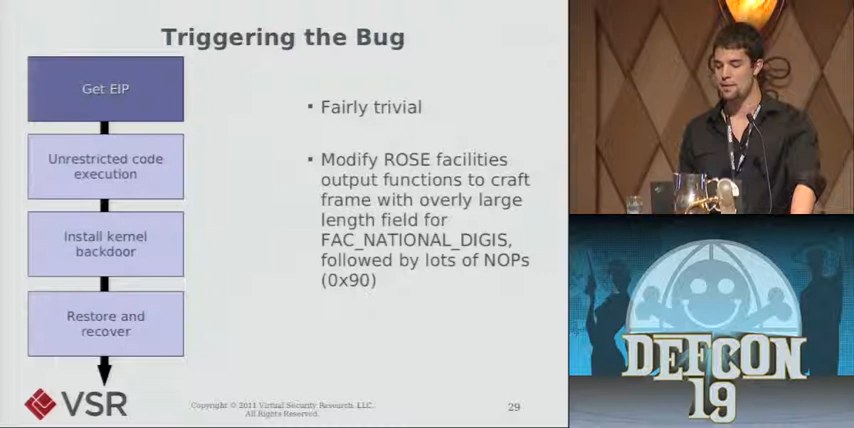 Triggering the Bug
Get EIP
Unrestricted code
execution
Install kernel
backdoor
Restore and
recover
▪ Fairly trivial
▪ Modify ROSE facilities
output functions to craft
frame with overly large
length field for
FAC_NATIONAL_DIGIS,
followed by lots of NOPs
(0x90)
VSR
Copyright © 2011 Virtual Security Research, LLC.
All Rights Reserved.
29
DEFCON
19